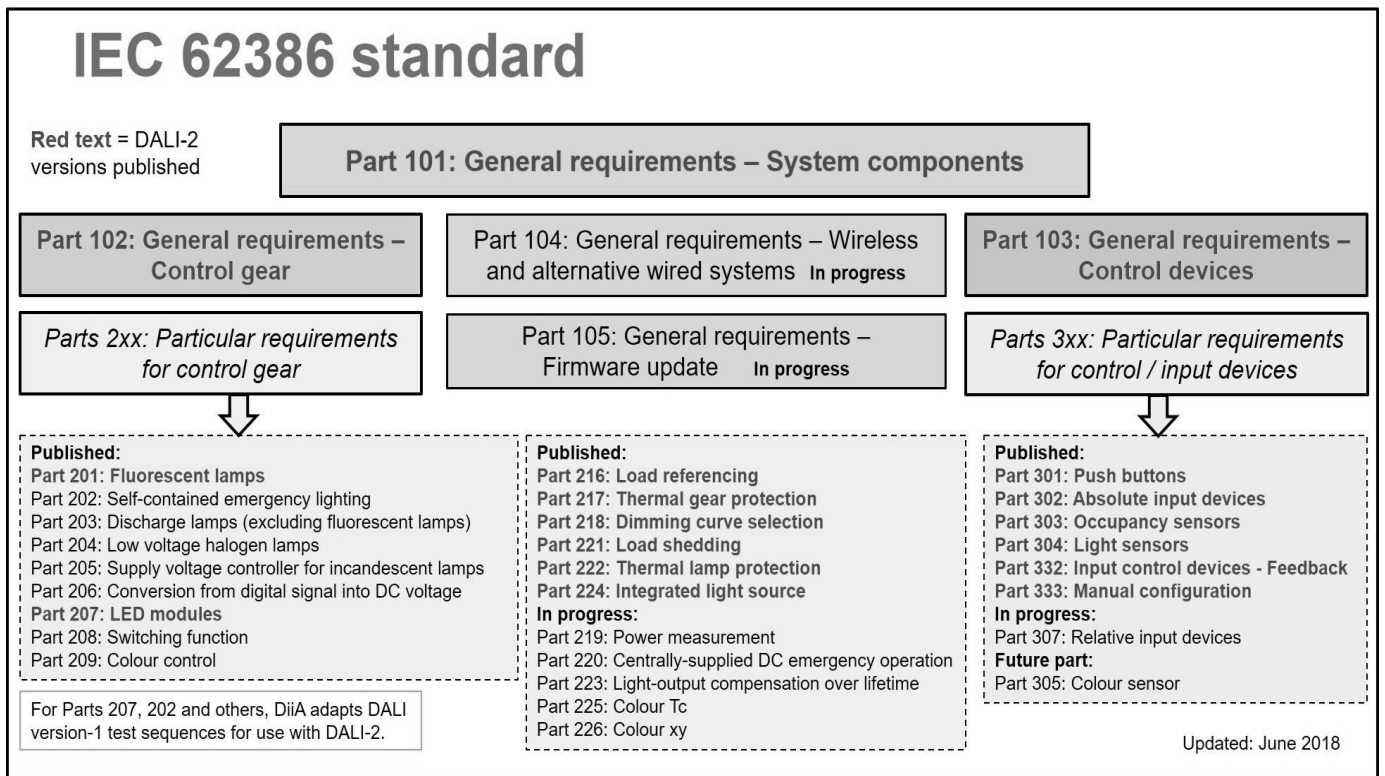 IEC 62386 standard
Red text = DALI-2
versions published
Part 101: General requirements – System components
Part 102: General requirements –
Control gear
Part 104: General requirements – Wireless
and alternative wired systems In progress
Part 103: General requirements –
Control devices
Parts 2xx: Particular requirements
for control gear
Part 105: General requirements –
Firmware update In progress
Parts 3xx: Particular requirements
for control / input devices
Published:
Part 201: Fluorescent lamps
Part 202: Self-contained emergency lighting
Part 203: Discharge lamps (excluding fluorescent lamps)
Part 204: Low voltage halogen lamps
Part 205: Supply voltage controller for incandescent lamps
Part 206: Conversion from digital signal into DC voltage
Part 207: LED modules
Part 208: Switching function
Part 209: Colour control
For Parts 207, 202 and others, DiiA adapts DALI
version-1 test sequences for use with DALI-2.
Published:
Part 216: Load referencing
Part 217: Thermal gear protection
Part 218: Dimming curve selection
Part 221: Load shedding
Part 222: Thermal lamp protection
Part 224: Integrated light source
In progress:
Part 219: Power measurement
Part 220: Centrally-supplied DC emergency operation
Part 223: Light-output compensation over lifetime
Part 225: Colour Tc
Part 226: Colour xy
Published:
Part 301: Push buttons
Part 302: Absolute input devices
Part 303: Occupancy sensors
Part 304: Light sensors
Part 332: Input control devices - Feedback
Part 333: Manual configuration
In progress:
Part 307: Relative input devices
Future part:
Part 305: Colour sensor
Updated: June 2018